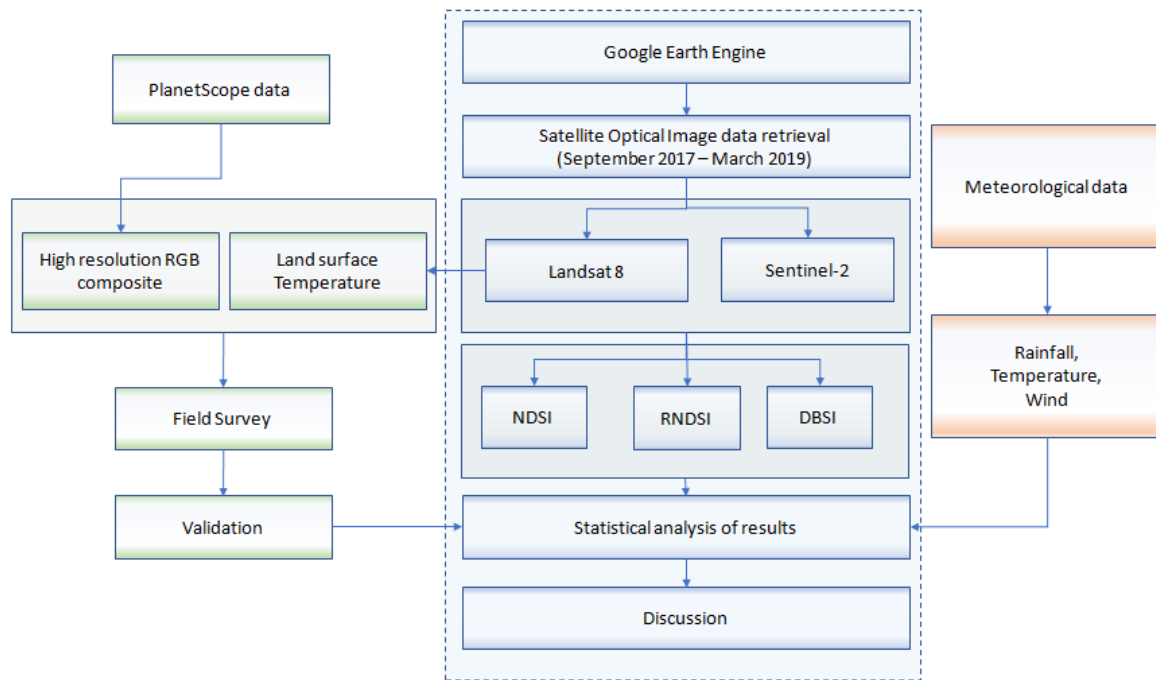 Google Earth Engine
PlanetScope data
Satellite Optical Image data retrieval
(September 2017 – March 2019)
Meteorological data
High resolution RGB
composite
Land surface
Temperature
Landsat 8
Sentinel-2
Rainfall,
Temperature,
Wind
Field Survey
NDSI
RNDSI
DBSI
Validation
Statistical analysis of results
Discussion